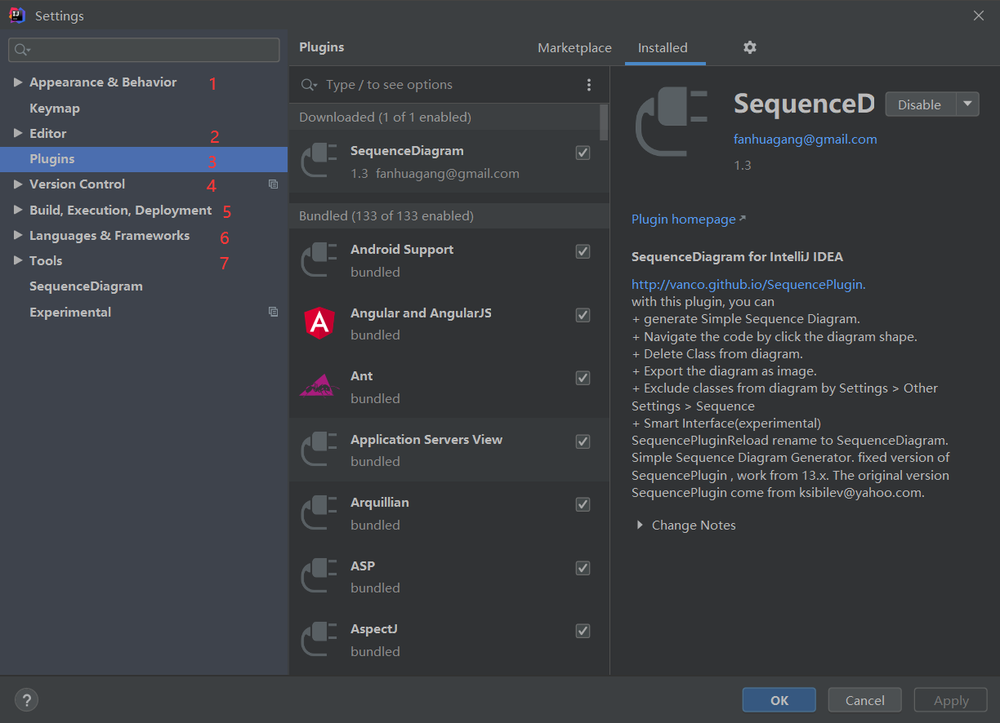 Settings
Appearance & Behavior 1
Keymap
Editor 2
Plugins 3
Version Control 4
Build, Execution, Deployment 5
Languages & Frameworks 6
Tools 7
SequenceDiagram
Experimental
Plugins Marketplace Installed
Type / to see options
Downloaded (1 of 1 enabled)
SequenceDiagram
1.3 fanhuagang@gmail.com
Bundled (133 of 133 enabled)
Android Support
bundled
Angular and AngularJS
bundled
Ant
bundled
Application Servers View
bundled
Arquillian
bundled
ASP
bundled
AspectJ
bundled
SequenceD Disable
fanhuagang@gmail.com
1.3
Plugin homepage
SequenceDiagram for IntelliJ IDEA
http://vanco.github.io/SequencePlugin.
with this plugin, you can
+ generate Simple Sequence Diagram.
+ Navigate the code by click the diagram shape.
+ Delete Class from diagram.
+ Export the diagram as image.
+ Exclude classes from diagram by Settings > Other
Settings > Sequence
+ Smart Interface(experimental)
SequencePluginReload rename to SequenceDiagram.
Simple Sequence Diagram Generator. fixed version of
SequencePlugin , work from 13.x. The original version
SequencePlugin come from ksibilev@yahoo.com.
Change Notes
?
OK Cancel Apply